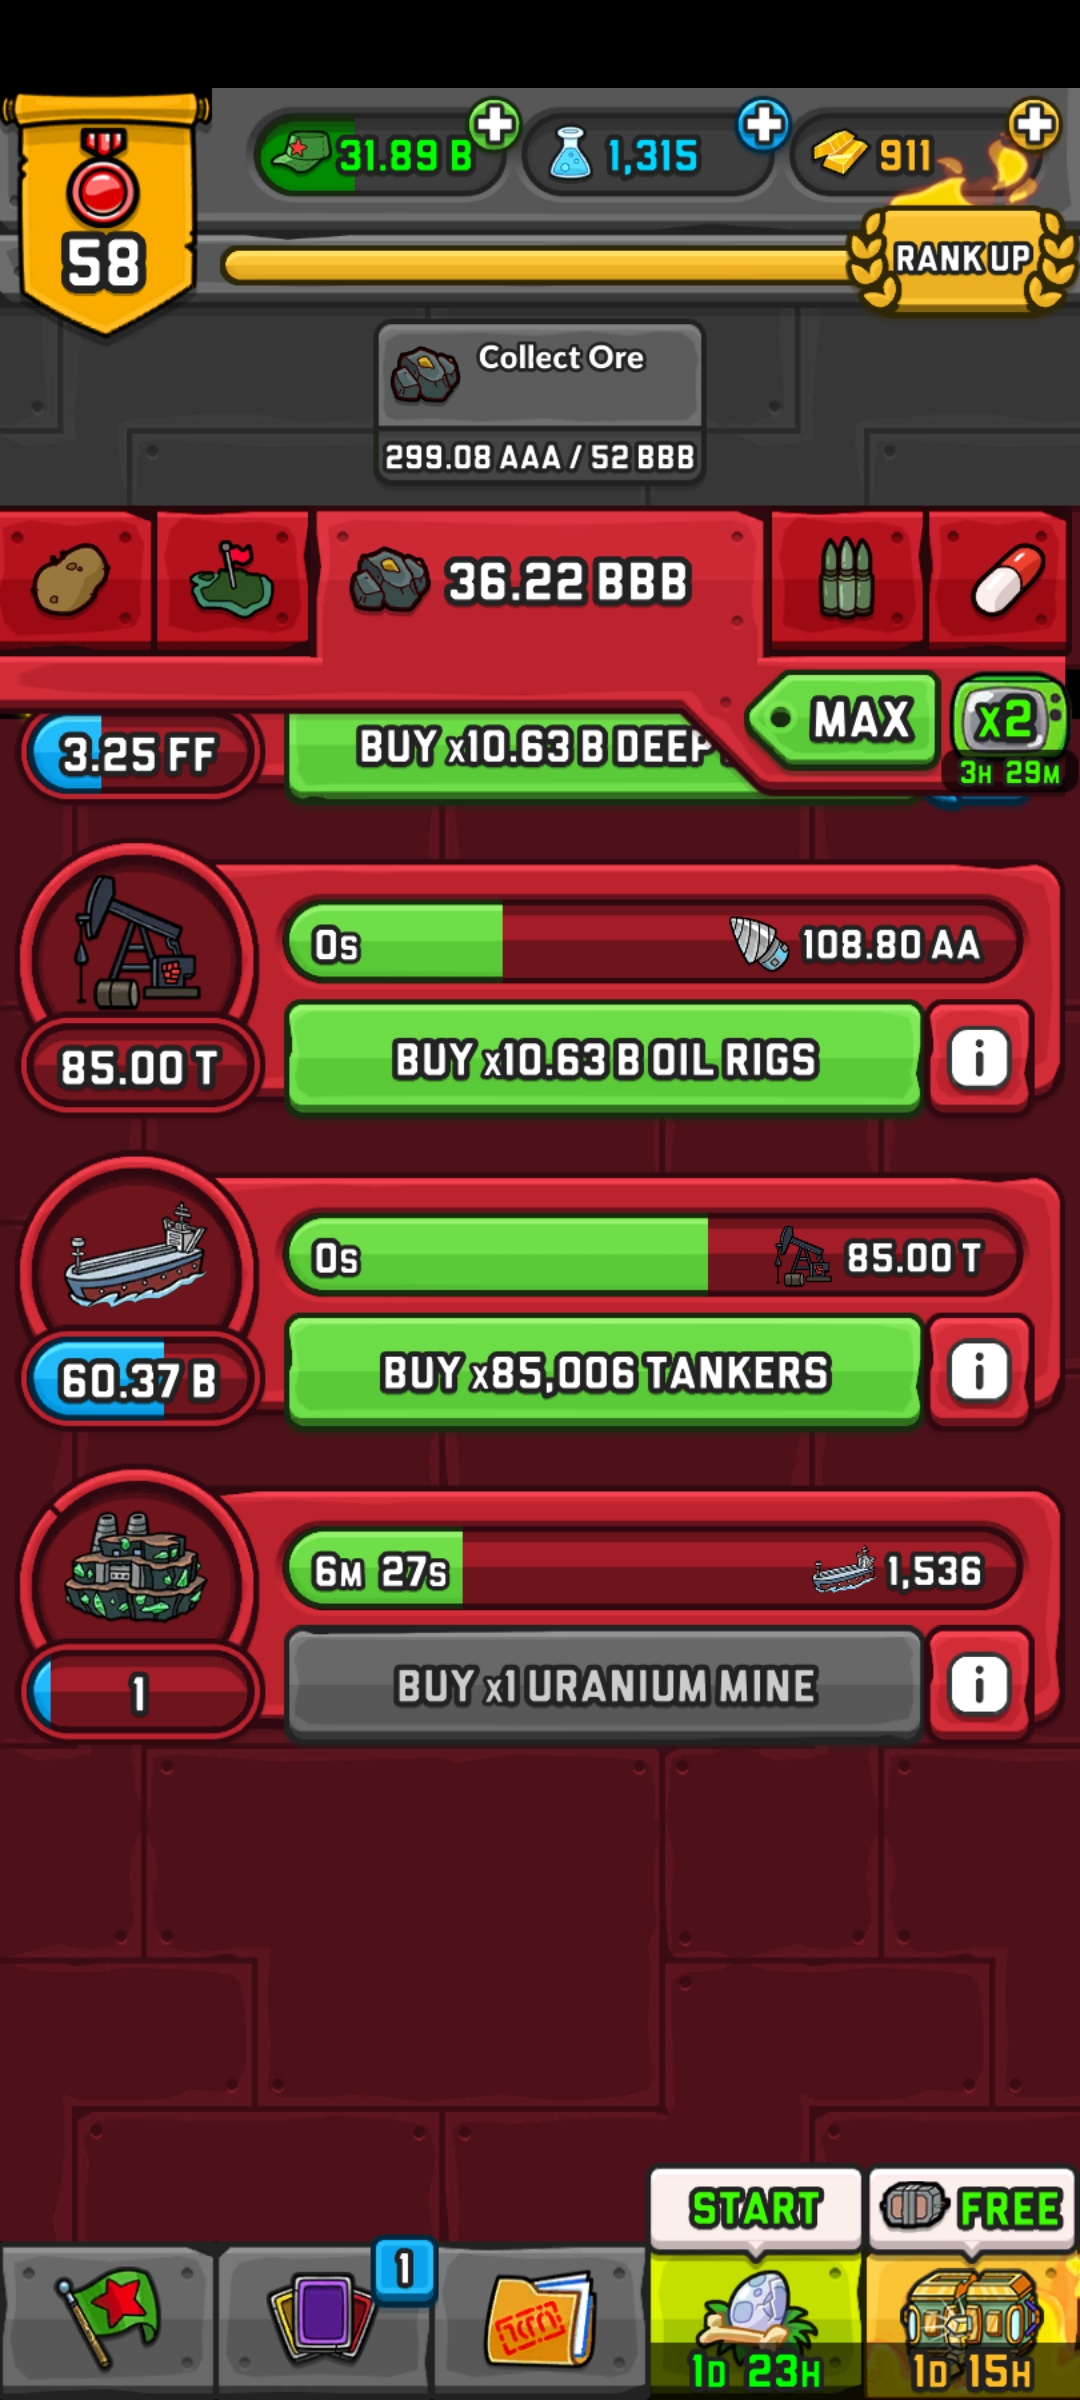 58
31.89 B
1,315
911
RANK UP
Collect Ore
299.08 AAA / 52 BBB
36.22 BBB
MAX
x2
3H 29M
3.25 FF
BUY x10.63 B DEEP
0s
108.80 AA
85.00 T
BUY x10.63 B OIL RIGS
i
0s
85.00 T
60.37 B
BUY x85,006 TANKERS
i
6M 27s
1,536
1
BUY x1 URANIUM MINE
i
START
FREE
1
1D 23H
1D 15H